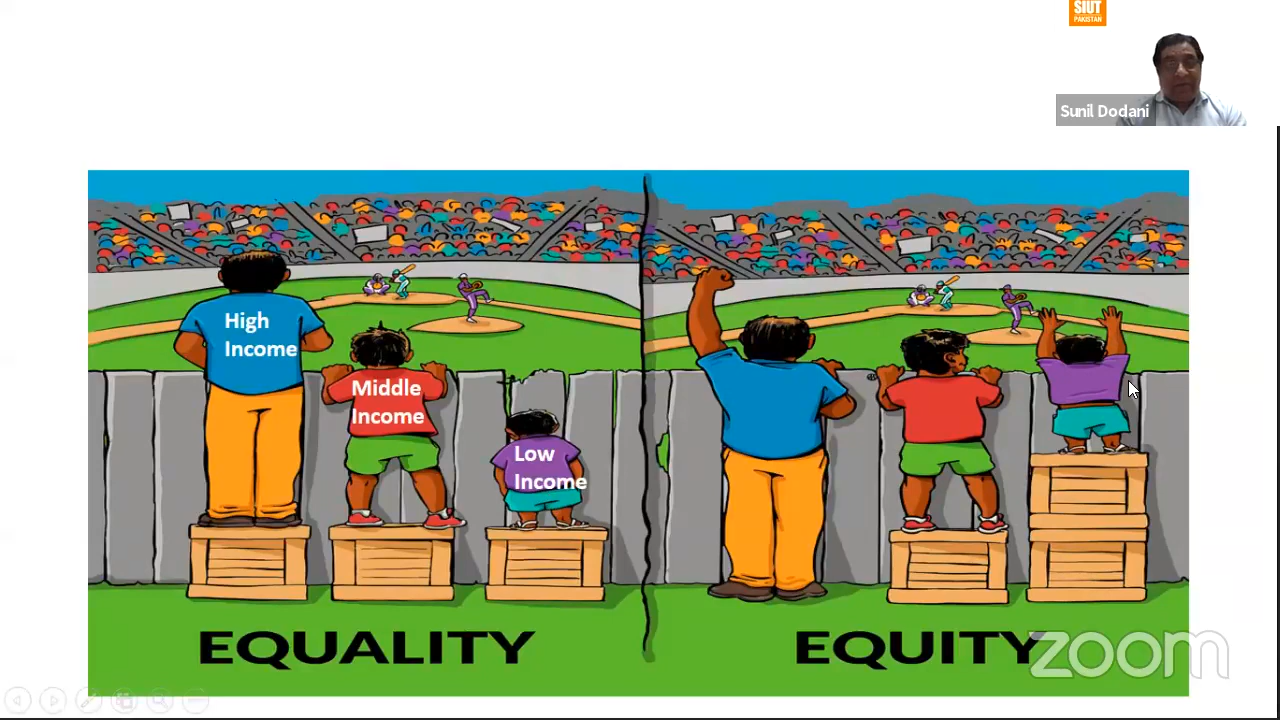 SIUT
PAKISTAN
Sunil Dodani
High
Income
Middle
Income
Low
Income
EQUALITY
EQUITY
zoom